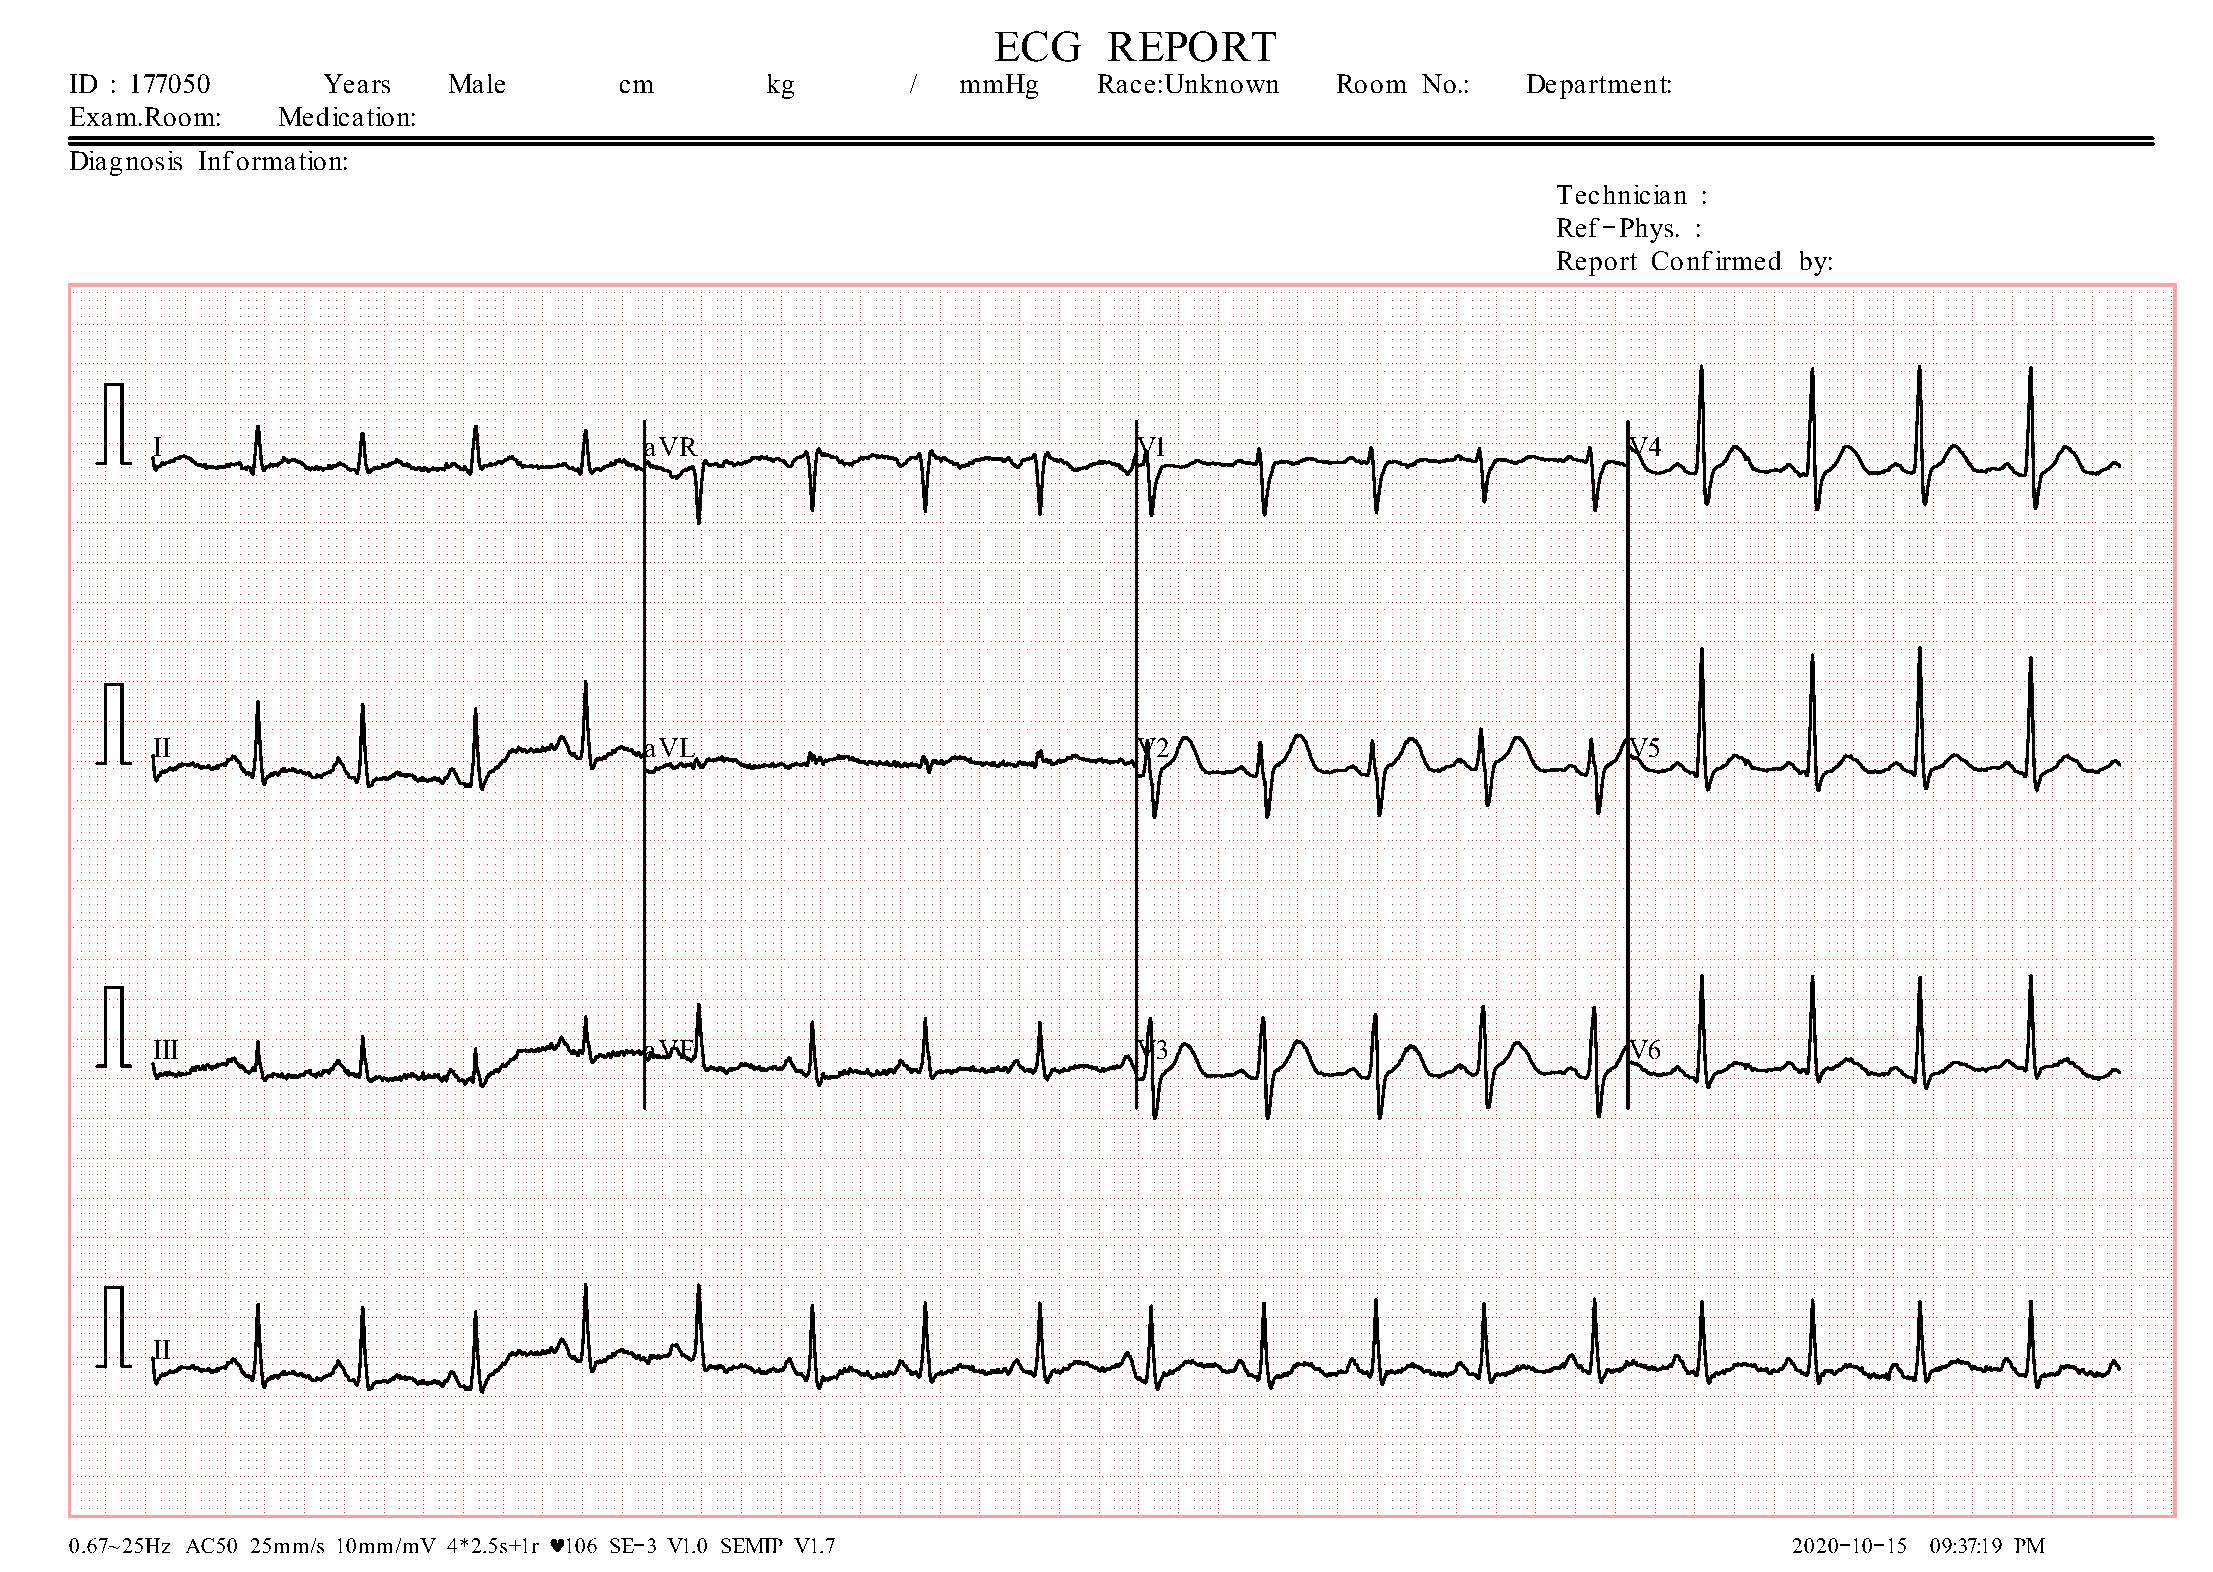 ECG REPORT
ID : 177050 Years Male cm kg / mmHg Race:Unknown Room No.: Department:
Exam.Room: Medication:
Diagnosis Information:
Technician :
Ref-Phys. :
Report Confirmed by:
I aVR V1 V4
II aVL V2 V5
III aVF V3 V6
II
0.67~25Hz AC50 25mm/s 10mm/mV 4*2.5s+1r ♥106 SE-3 V1.0 SEMIP V1.7 2020-10-15 09:37:19 PM